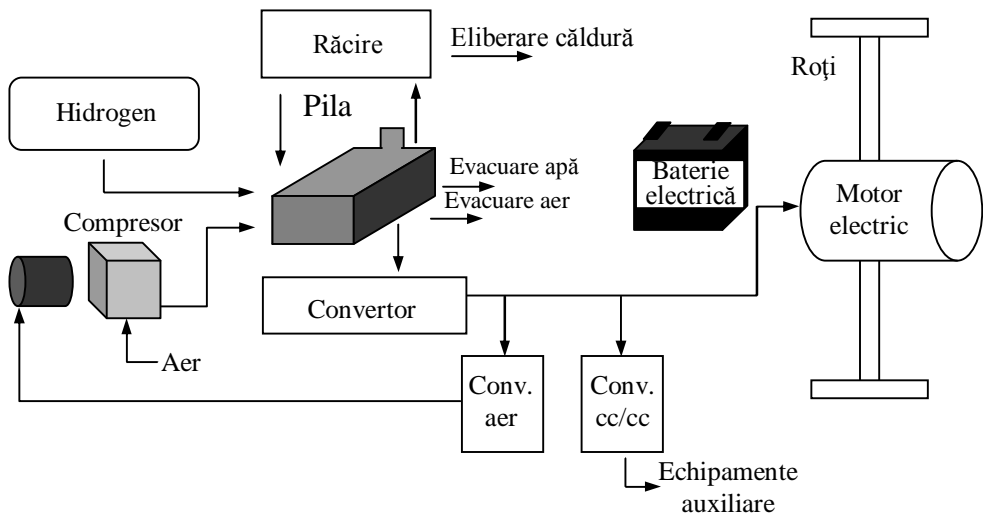 Răcire
Eliberare căldură
Roţi
Hidrogen
Pila
Evacuare apă
Evacuare aer
Baterie
electrică
Motor
electric
Compresor
Convertor
Aer
Conv.
aer
Conv.
cc/cc
Echipamente
auxiliare